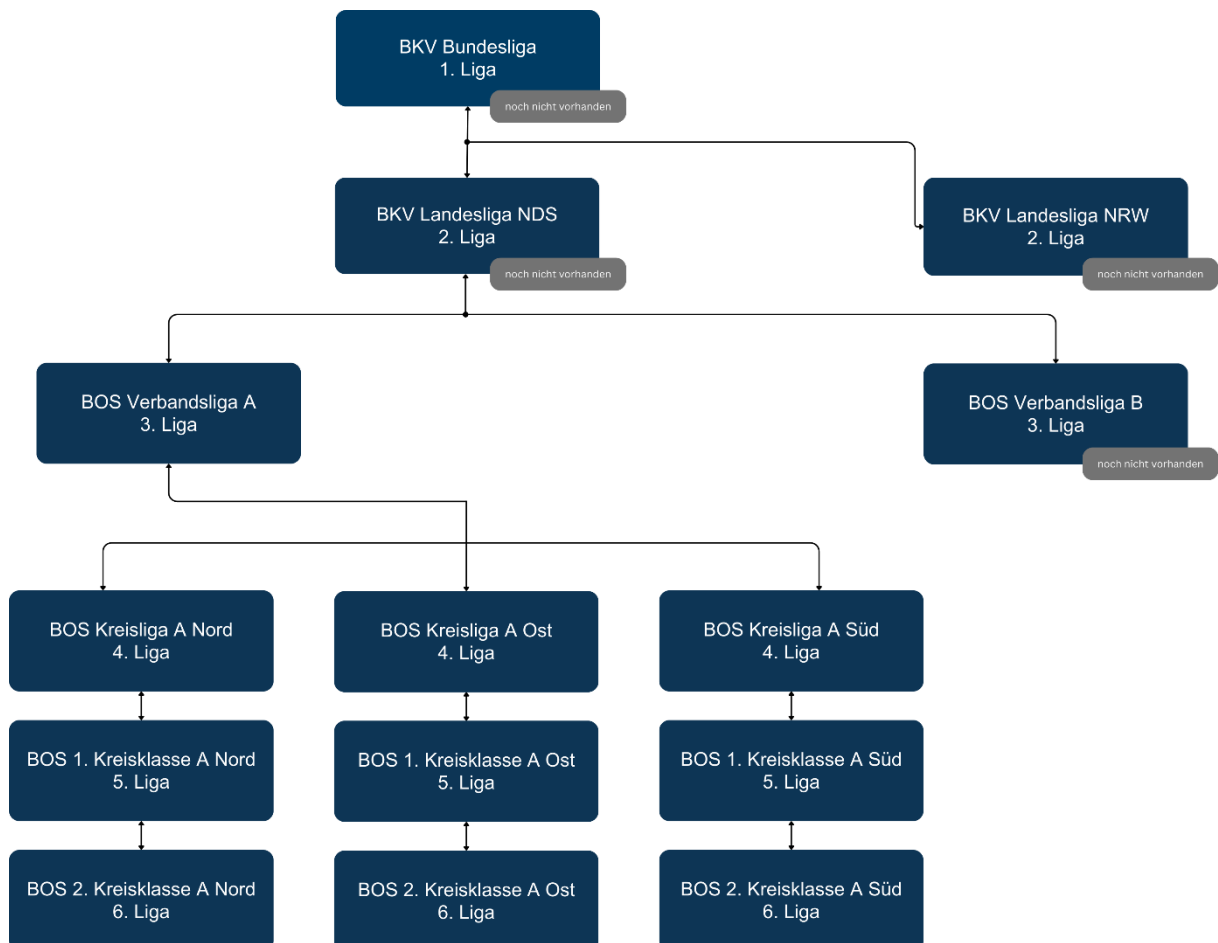 BKV Bundesliga
1. Liga
noch nicht vorhanden
BKV Landesliga NDS
2. Liga
noch nicht vorhanden
BKV Landesliga NRW
2. Liga
noch nicht vorhanden
BOS Verbandsliga A
3. Liga
BOS Verbandsliga B
3. Liga
noch nicht vorhanden
BOS Kreisliga A Nord
4. Liga
BOS Kreisliga A Ost
4. Liga
BOS Kreisliga A Süd
4. Liga
BOS 1. Kreisklasse A Nord
5. Liga
BOS 1. Kreisklasse A Ost
5. Liga
BOS 1. Kreisklasse A Süd
5. Liga
BOS 2. Kreisklasse A Nord
6. Liga
BOS 2. Kreisklasse A Ost
6. Liga
BOS 2. Kreisklasse A Süd
6. Liga